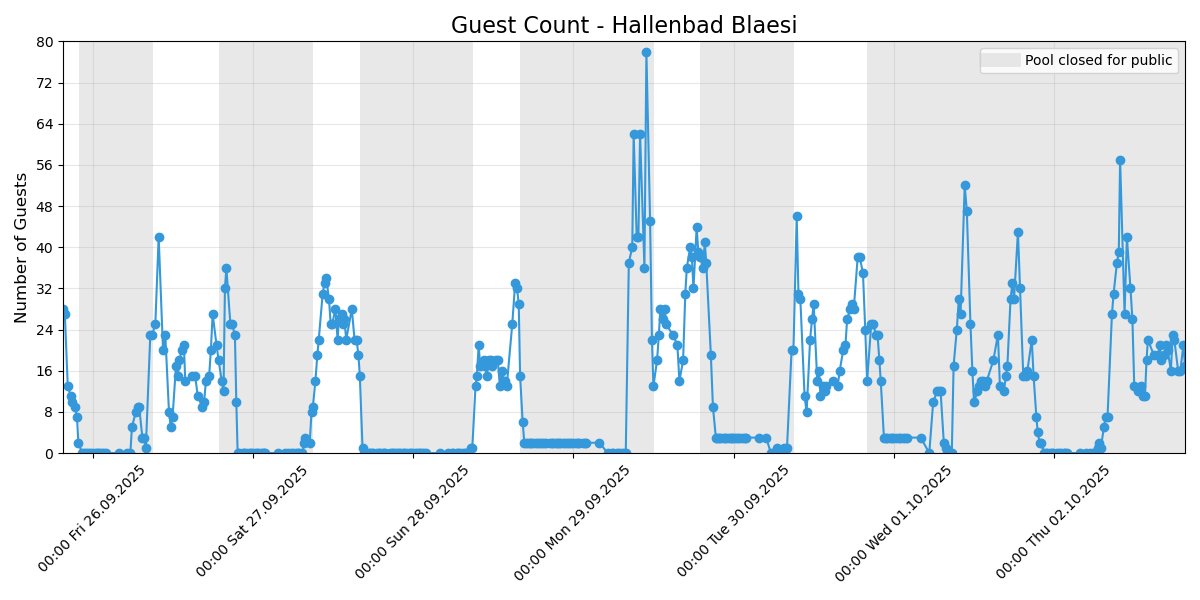 Guest Count - Hallenbad Blaesi
Pool closed for public
Number of Guests
80
72
64
56
48
40
32
24
16
8
0
00:00 Fri 26.09.2025
00:00 Sat 27.09.2025
00:00 Sun 28.09.2025
00:00 Mon 29.09.2025
00:00 Tue 30.09.2025
00:00 Wed 01.10.2025
00:00 Thu 02.10.2025